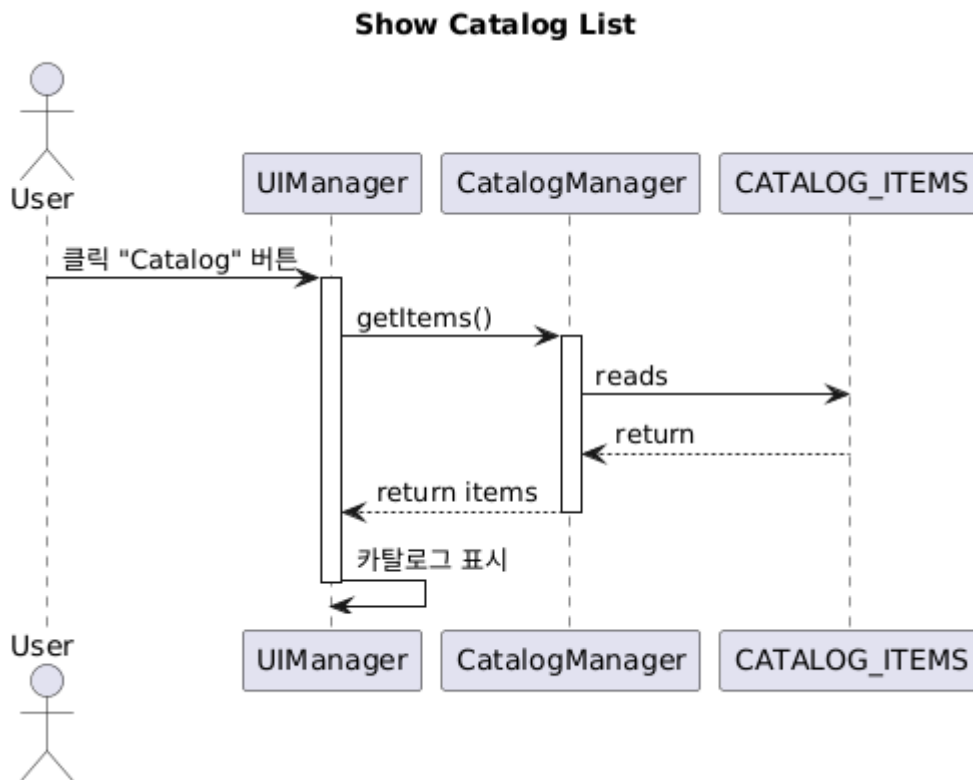 Show Catalog List
User
UIManager
CatalogManager
CATALOG_ITEMS
클릭 "Catalog" 버튼
getItems()
reads
return
return items
카탈로그 표시
User
UIManager
CatalogManager
CATALOG_ITEMS